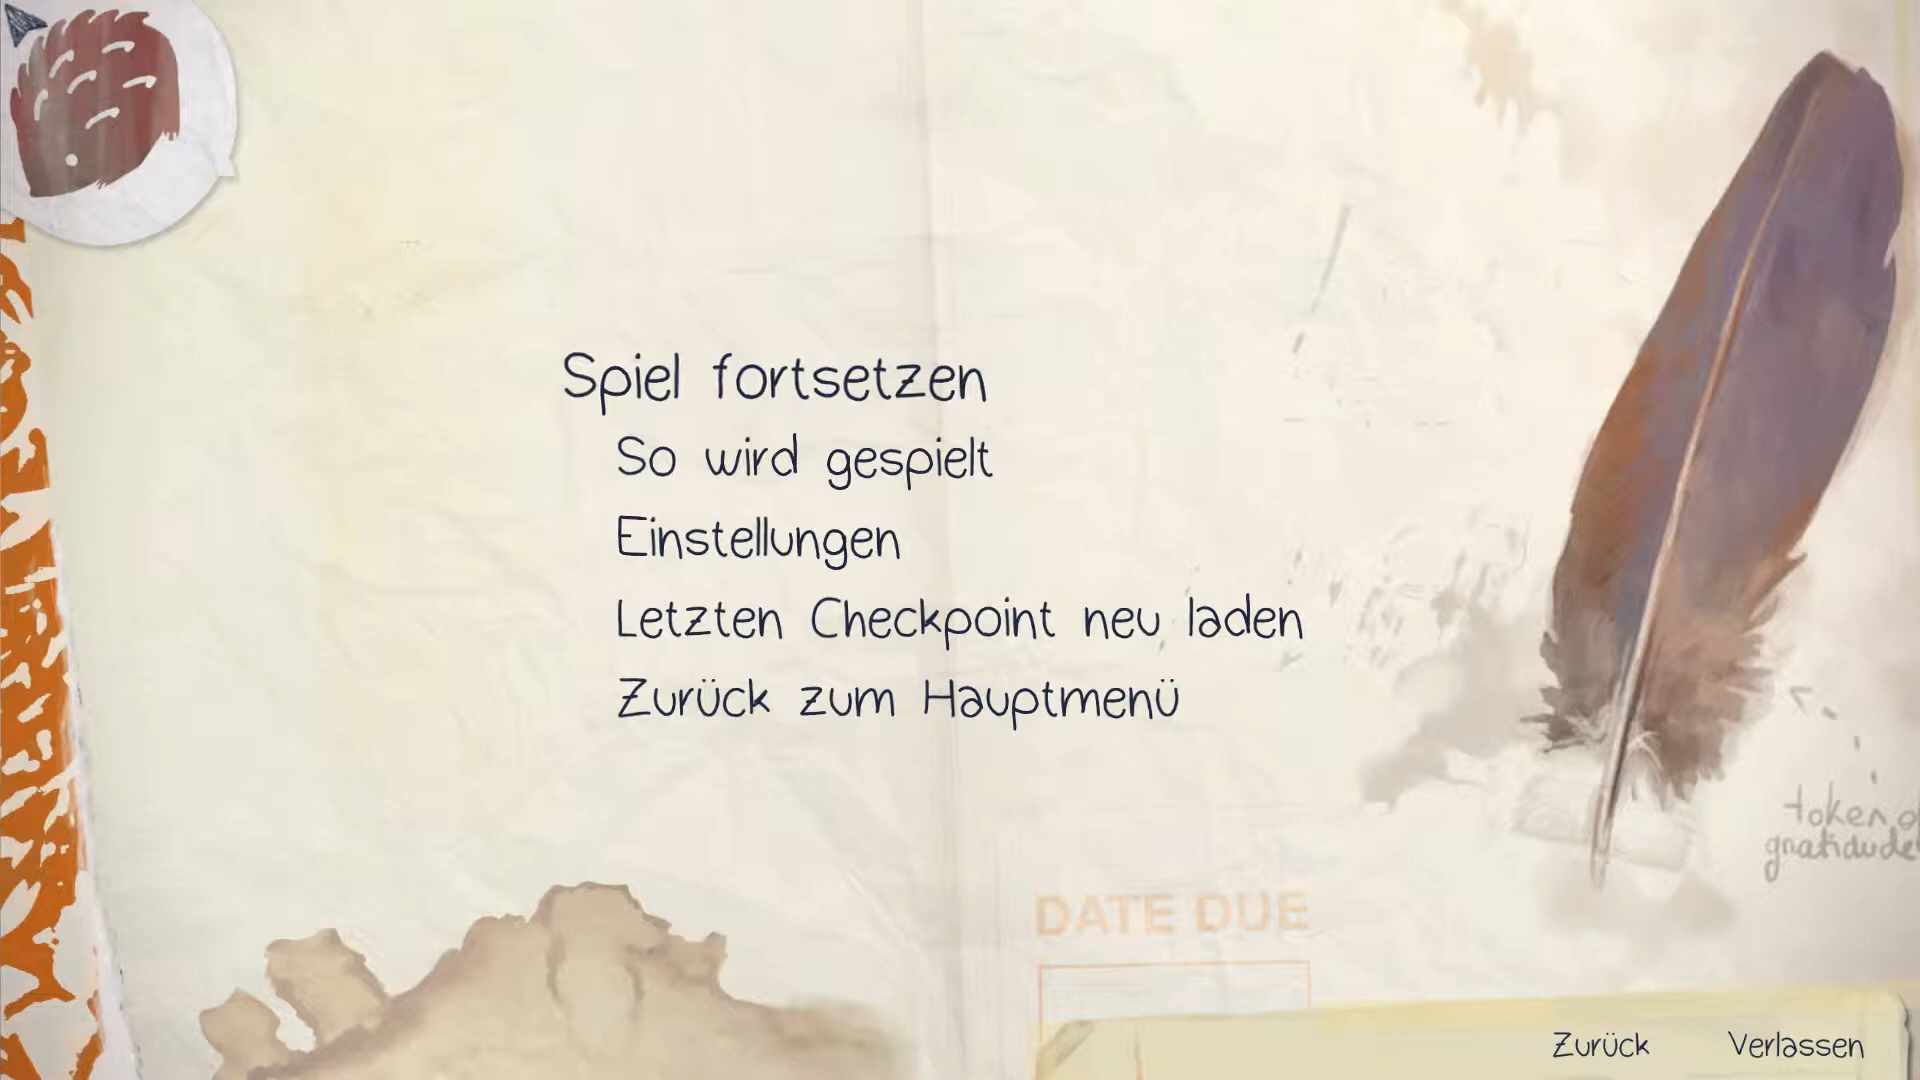 Spiel fortsetzen
So wird gespielt
Einstellungen
Letzten Checkpoint neu laden
Zurück zum Hauptmenü
token o
gratidude
DATE DUE
Zurück Verlassen